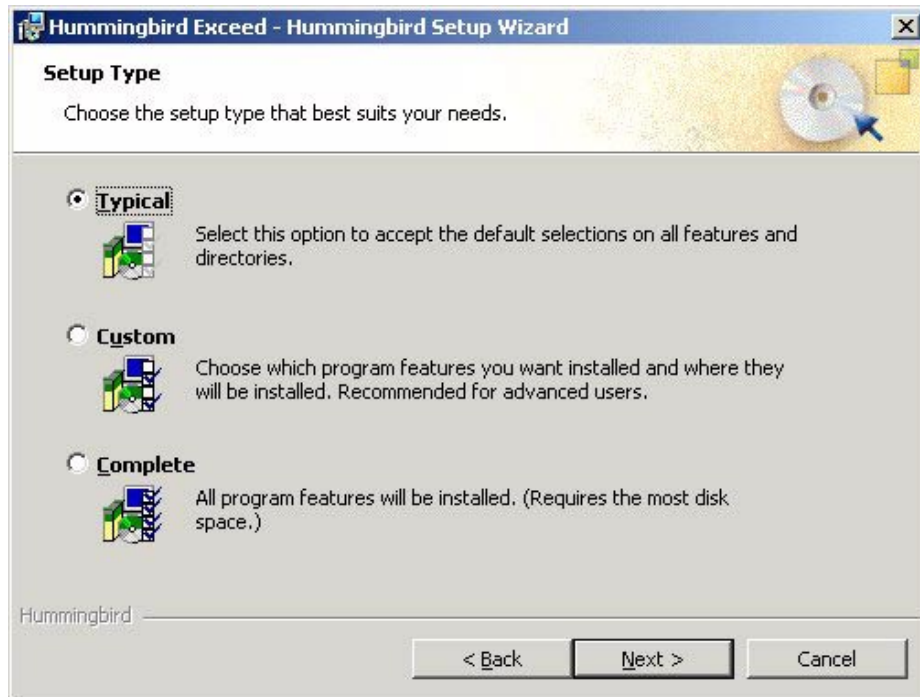 Hummingbird Exceed - Hummingbird Setup Wizard
Setup Type
Choose the setup type that best suits your needs.
Typical
Select this option to accept the default selections on all features and
directories.
Custom
Choose which program features you want installed and where they
will be installed. Recommended for advanced users.
Complete
All program features will be installed. (Requires the most disk
space.)
Hummingbird
< Back
Next >
Cancel